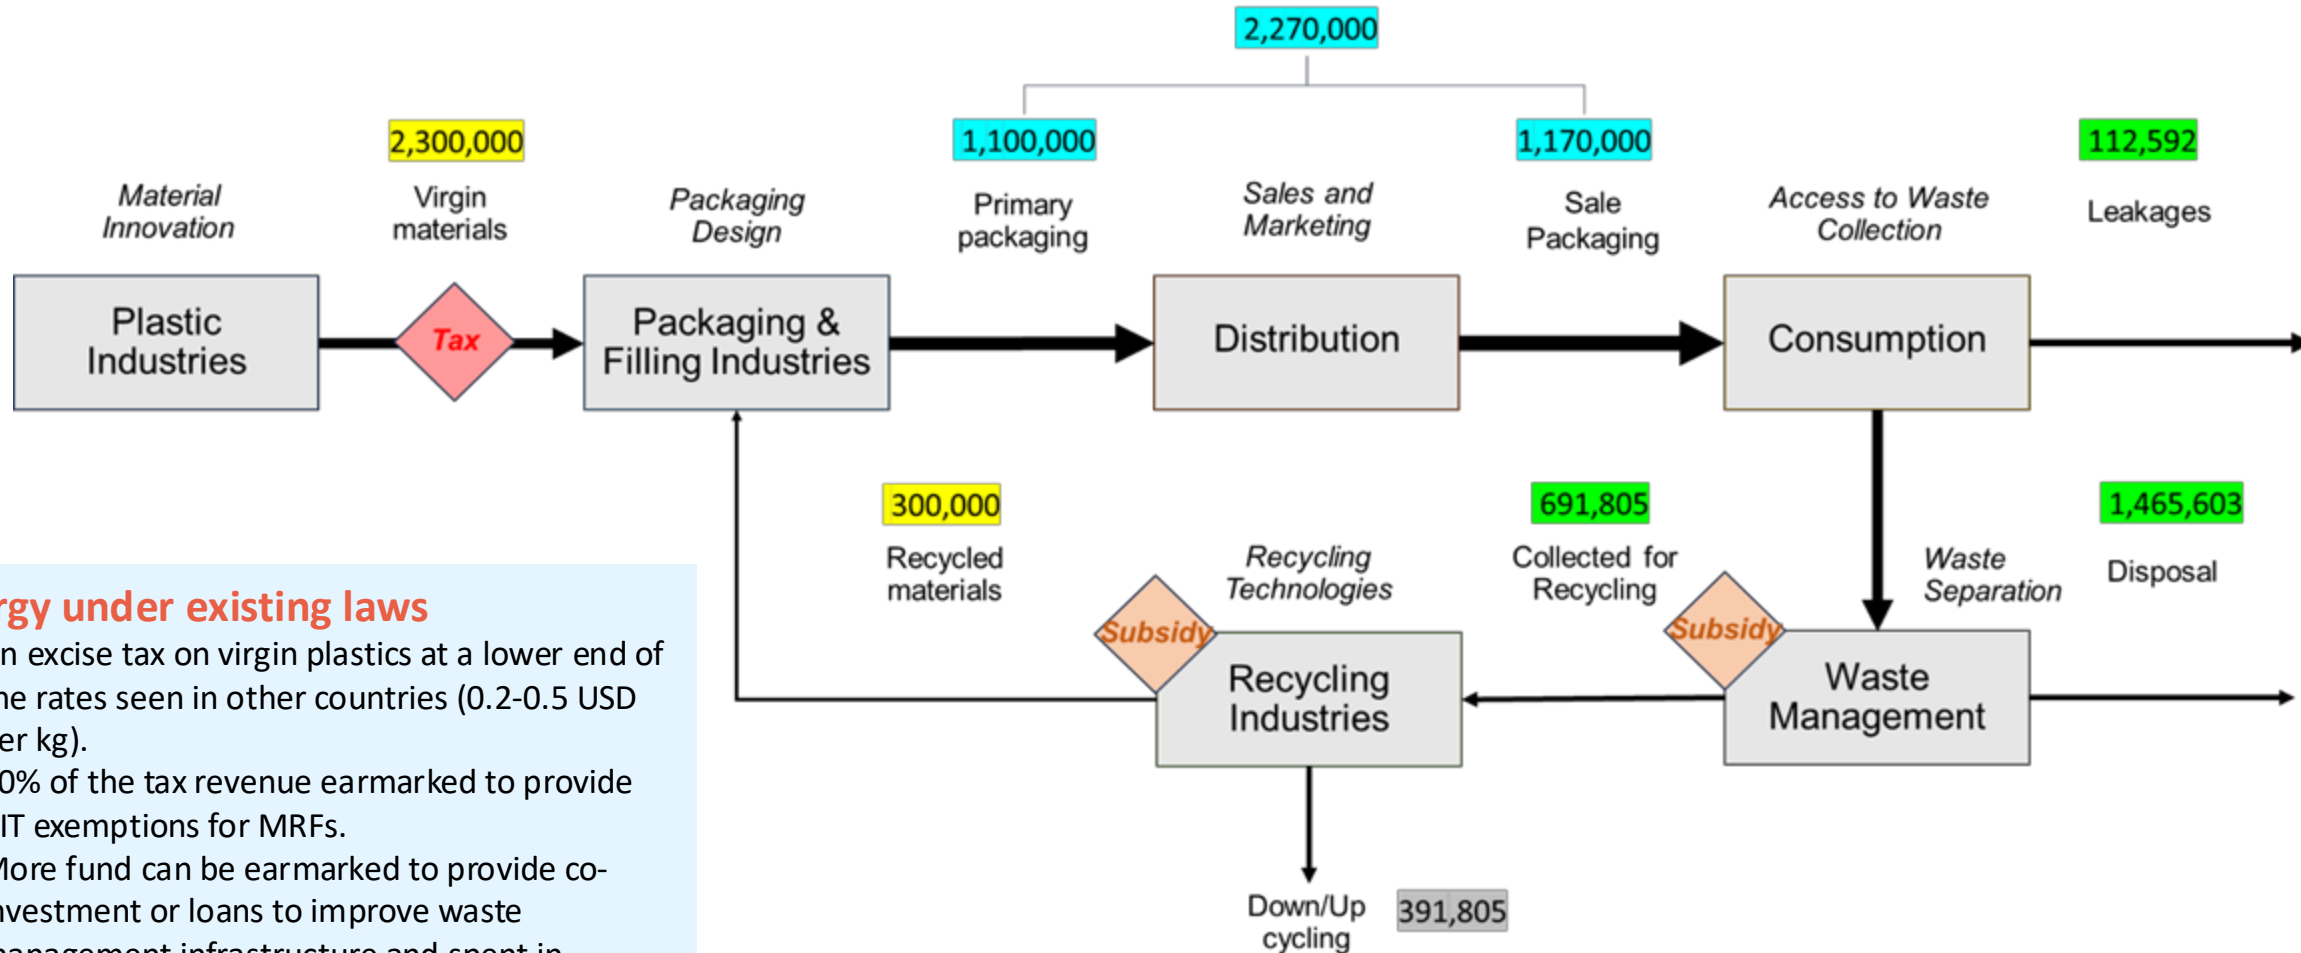 2,270,000
2,300,000
1,100,000
1,170,000
112,592
Material
Innovation
Virgin
materials
Packaging
Design
Primary
packaging
Sales and
Marketing
Sale
Packaging
Access to Waste
Collection
Leakages
Plastic
Industries
Tax
Packaging &
Filling Industries
Distribution
Consumption
300,000
691,805
1,465,603
Recycled
materials
Recycling
Technologies
Collected for
Recycling
Waste
Separation
Disposal
Subsidy
Recycling
Industries
Subsidy
Waste
Management
Down/Up
cycling
391,805
rgy under existing laws
n excise tax on virgin plastics at a lower end of
ne rates seen in other countries (0.2-0.5 USD
er kg).
0% of the tax revenue earmarked to provide
IT exemptions for MRFs.
More fund can be earmarked to provide co-
nvestment or loans to improve waste
management infrastructure and spent in